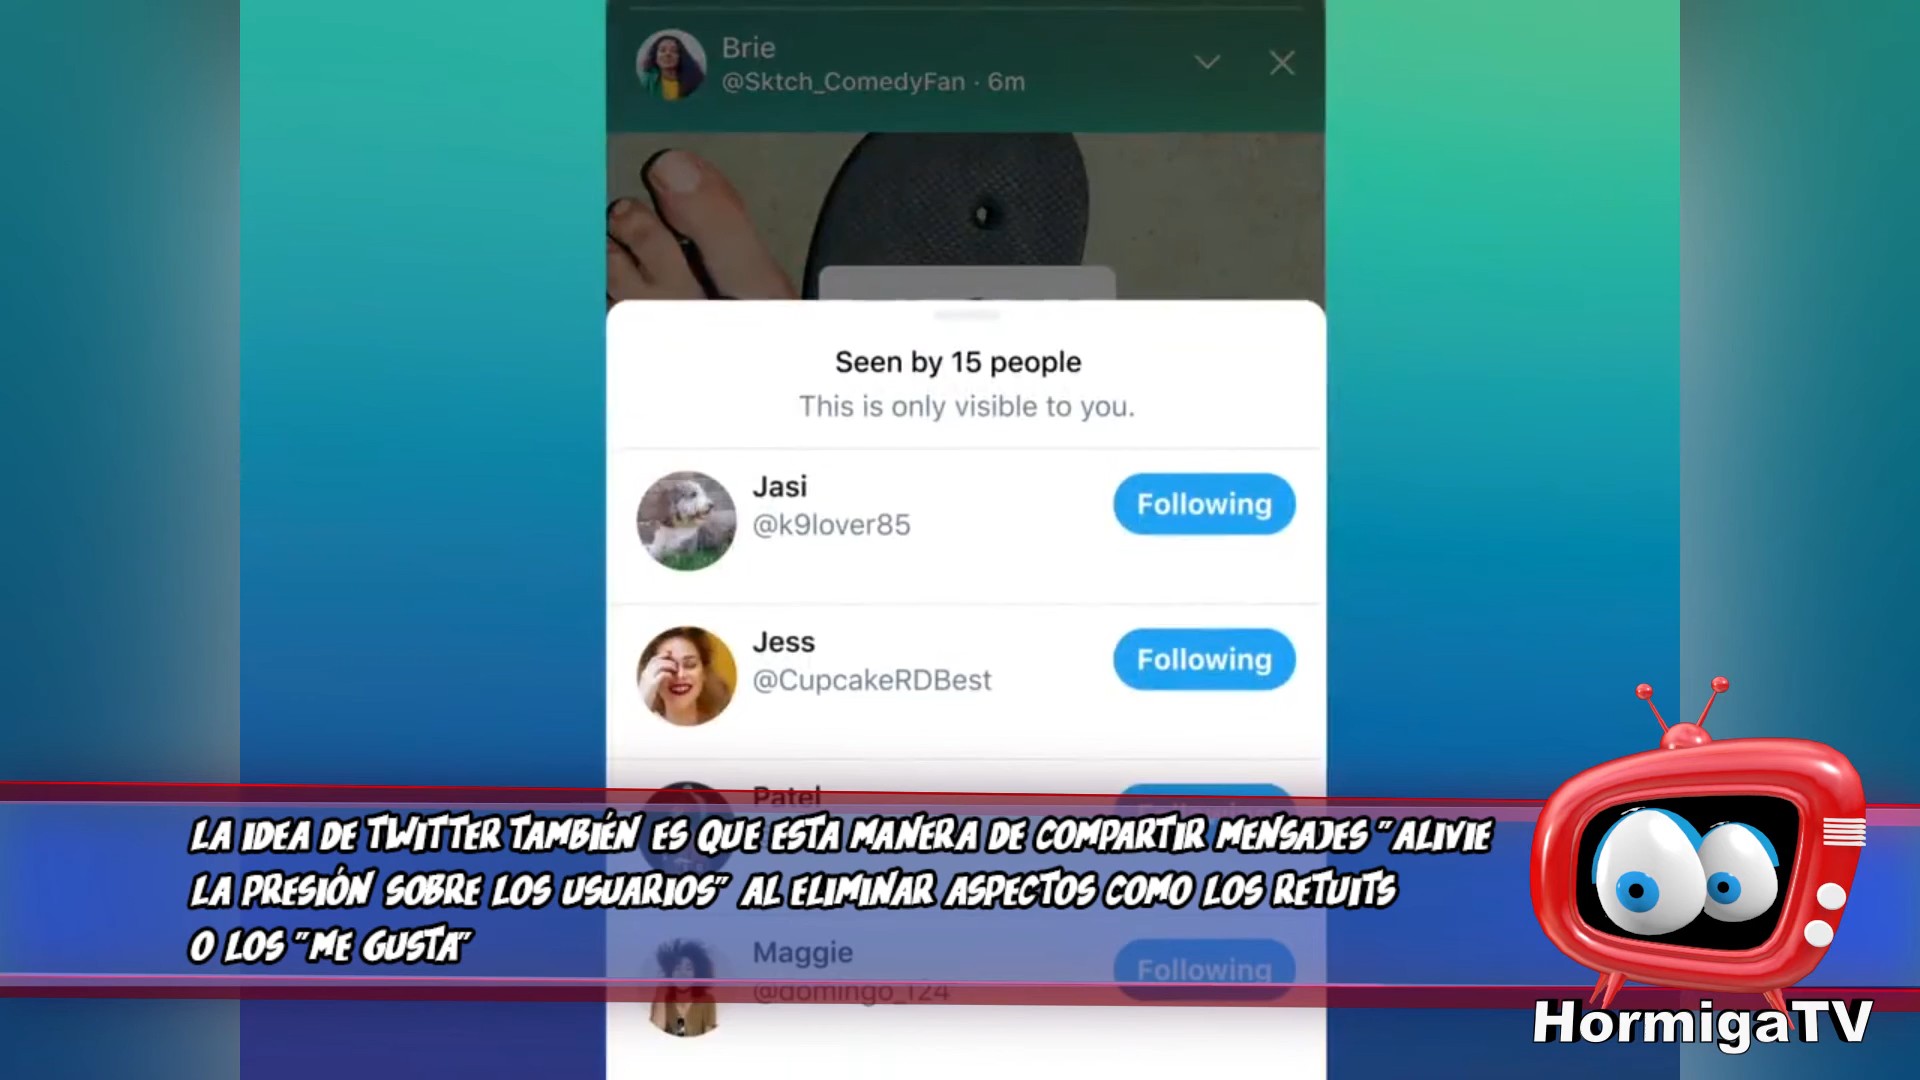 Brie
@Sktch_ComedyFan · 6m
Seen by 15 people
This is only visible to you.
Jasi
@k9lover85
Following
Jess
@CupcakeRDBest
Following
Patel
LA IDEA DE TWITTER TAMBIÉN ES QUE ESTA MANERA DE COMPARTIR MENSAJES "ALIVIE
LA PRESIÓN SOBRE LOS USUARIOS" AL ELIMINAR ASPECTOS COMO LOS RETUITS
O LOS "ME GUSTA"
Maggie
@domingo_124
Following
HormigaTV